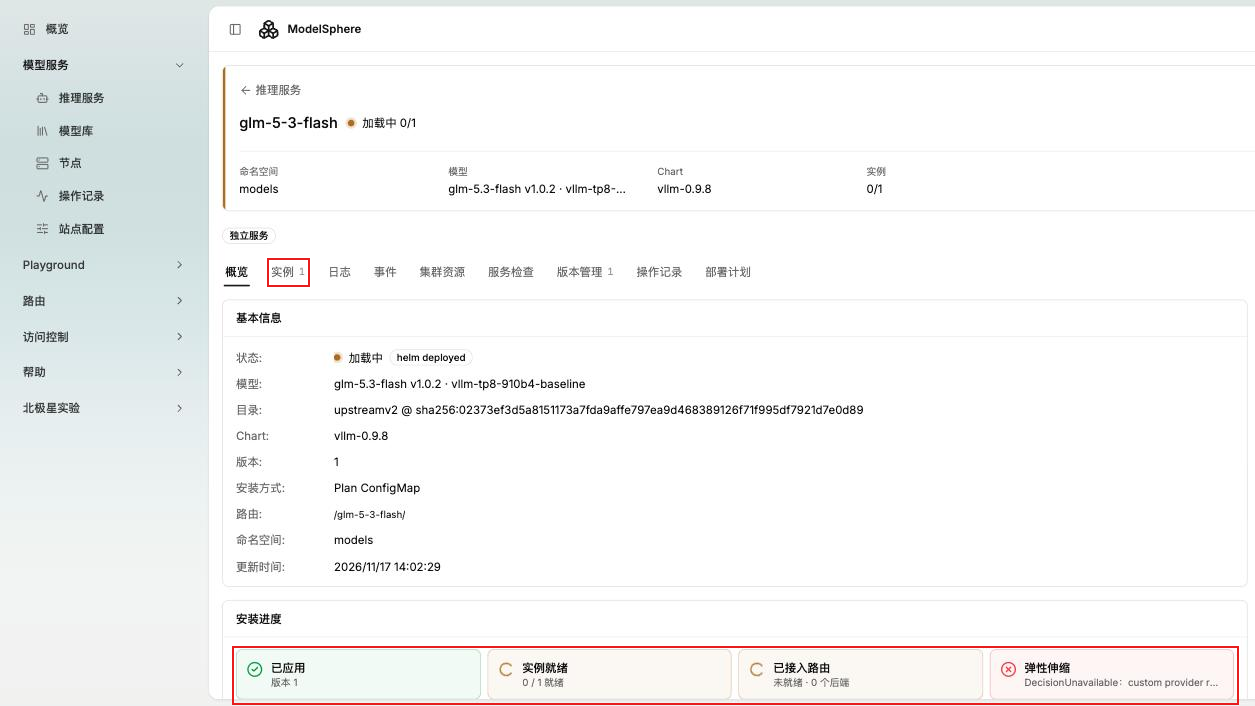 概览
模型服务
推理服务
模型库
节点
操作记录
站点配置
Playground
路由
访问控制
帮助
北极星实验
ModelSphere
推理服务
glm-5-3-flash 加载中 0/1
命名空间 模型 Chart 实例
models glm-5.3-flash v1.0.2 · vllm-tp8-... vllm-0.9.8 0/1
独立服务
概览 实例 1 日志 事件 集群资源 服务检查 版本管理 1 操作记录 部署计划
基本信息
状态: 加载中 helm deployed
模型: glm-5.3-flash v1.0.2 · vllm-tp8-910b4-baseline
目录: upstreamv2 @ sha256:02373ef3d5a8151173a7fda9affe797ea9d468389126f71f995df7921d7e0d89
Chart: vllm-0.9.8
版本: 1
安装方式: Plan ConfigMap
路由: /glm-5-3-flash/
命名空间: models
更新时间: 2026/11/17 14:02:29
安装进度
已应用 实例就绪 已接入路由 弹性伸缩
版本 1 0 / 1 就绪 未就绪 · 0 个后端 DecisionUnavailable：custom provider r...